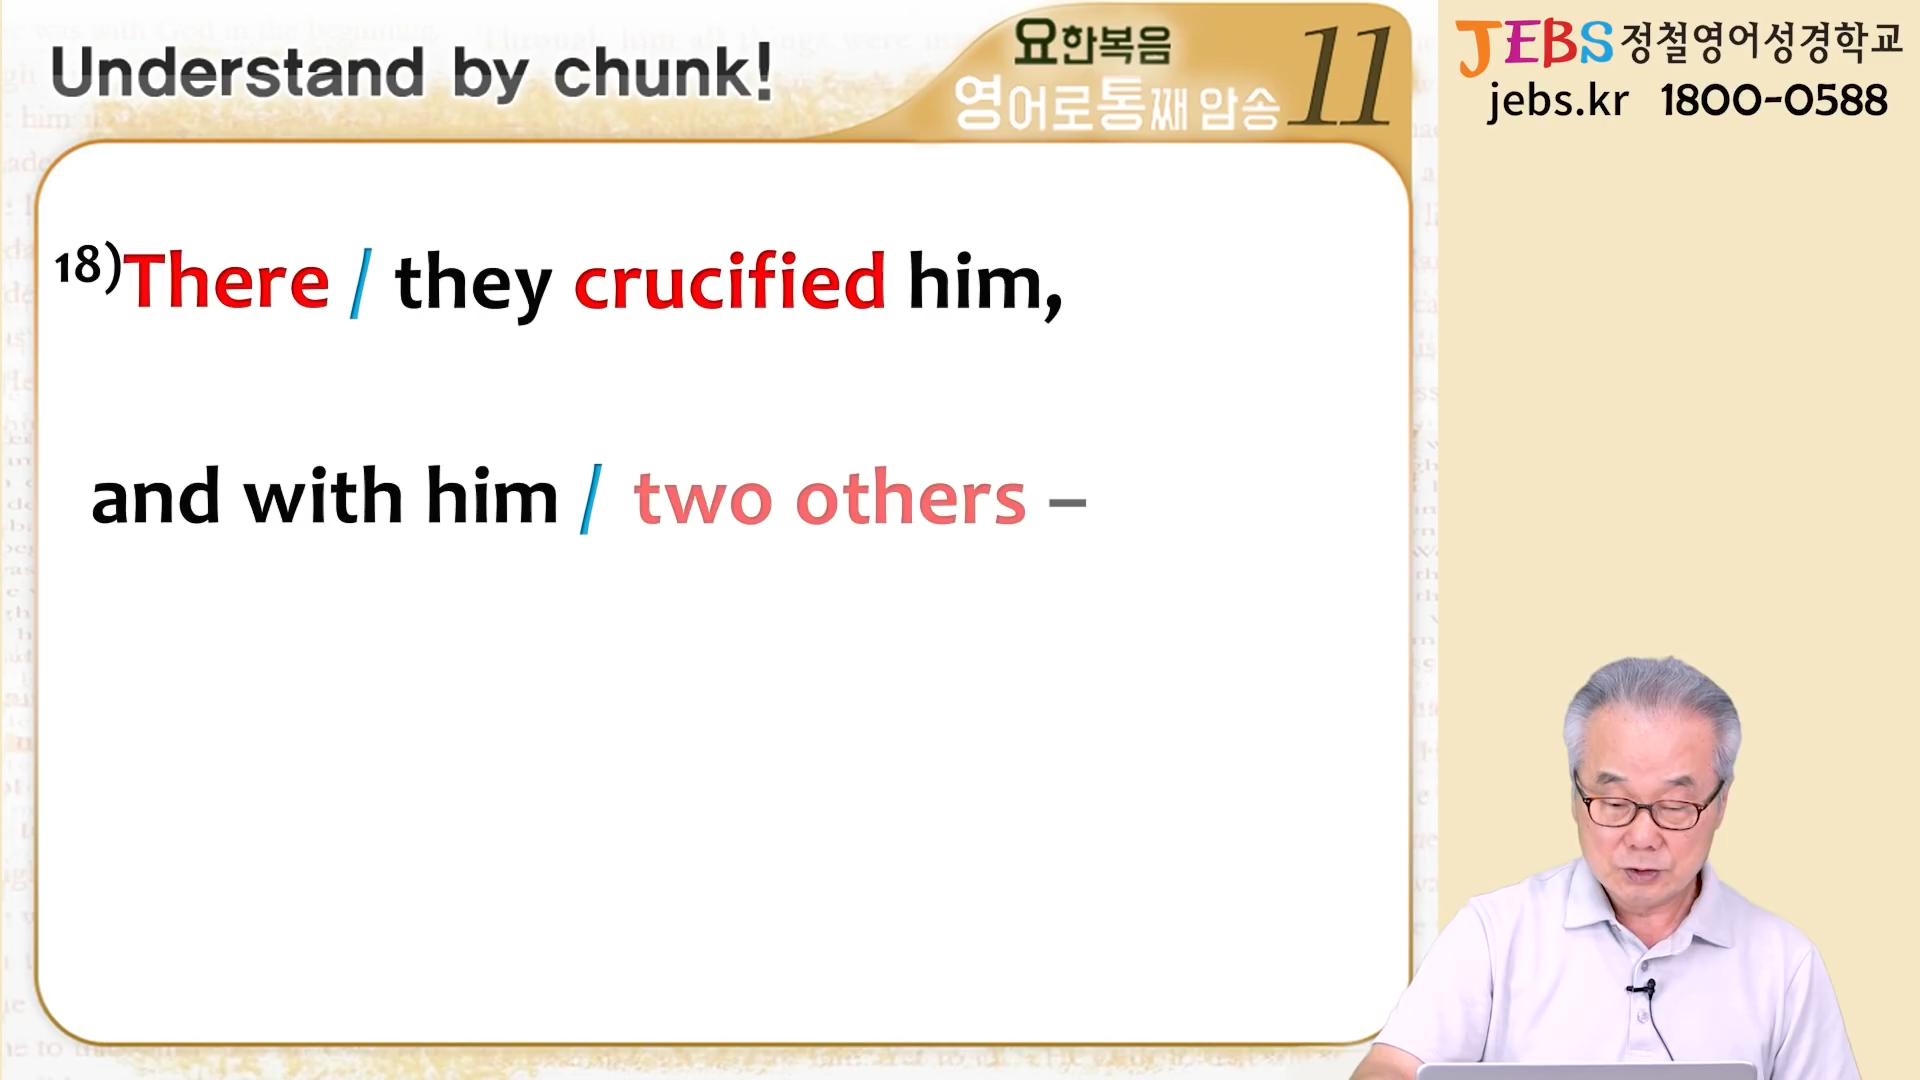 Understand by chunk!
요한복음
영어로통째 암송 11
JEBS 정철영어성경학교
jebs.kr 1800-0588
18)There / they crucified him,
and with him / two others –